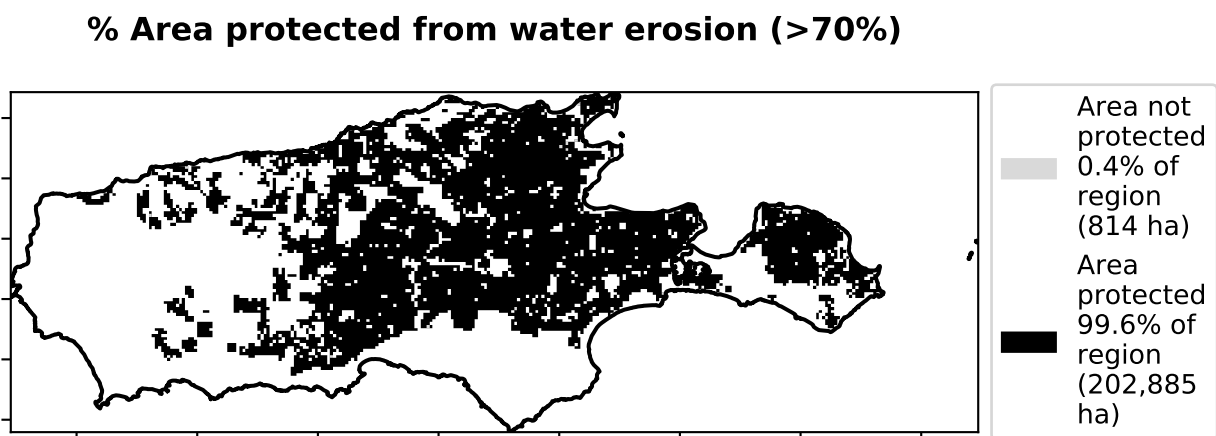 % Area protected from water erosion (>70%)
Area not
protected
0.4% of
region
(814 ha)
Area
protected
99.6% of
region
(202,885
ha)